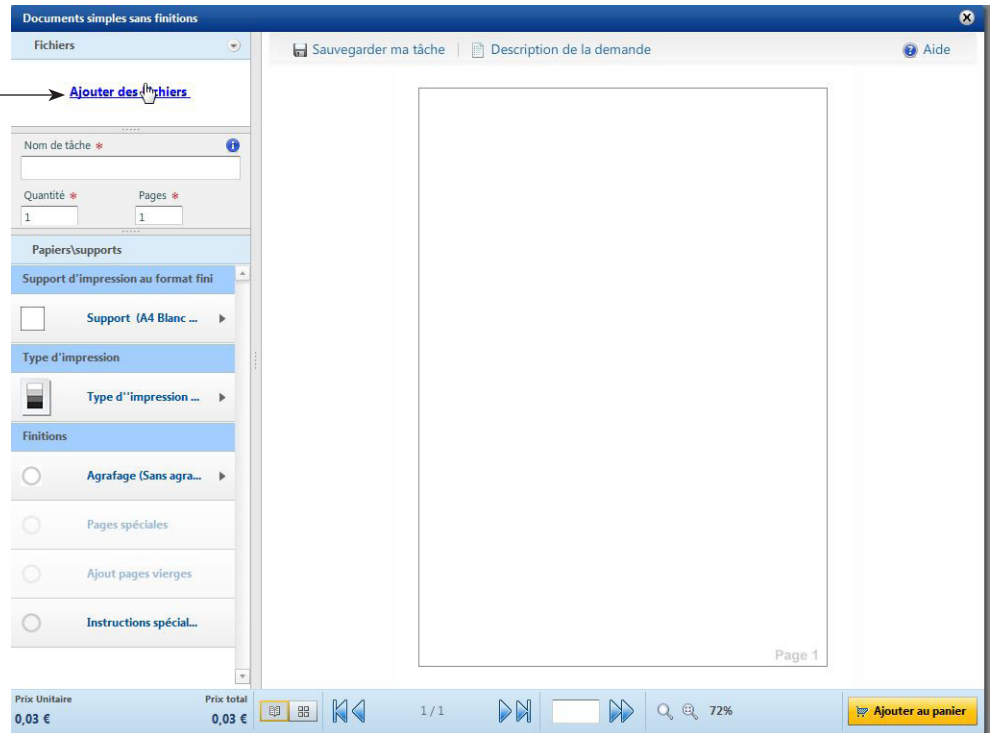 Documents simples sans finitions
Fichiers
Ajouter des fichiers
Nom de tâche *
Quantité * Pages *
1 1
Papiers\supports
Support d'impression au format fini
Support (A4 Blanc ...
Type d'impression
Type d''impression ...
Finitions
Agrafage (Sans agra...
Pages spéciales
Ajout pages vierges
Instructions spécial...
Prix Unitaire Prix total
0,03 € 0,03 €
Sauvegarder ma tâche | Description de la demande Aide
Page 1
1 / 1 72% Ajouter au panier